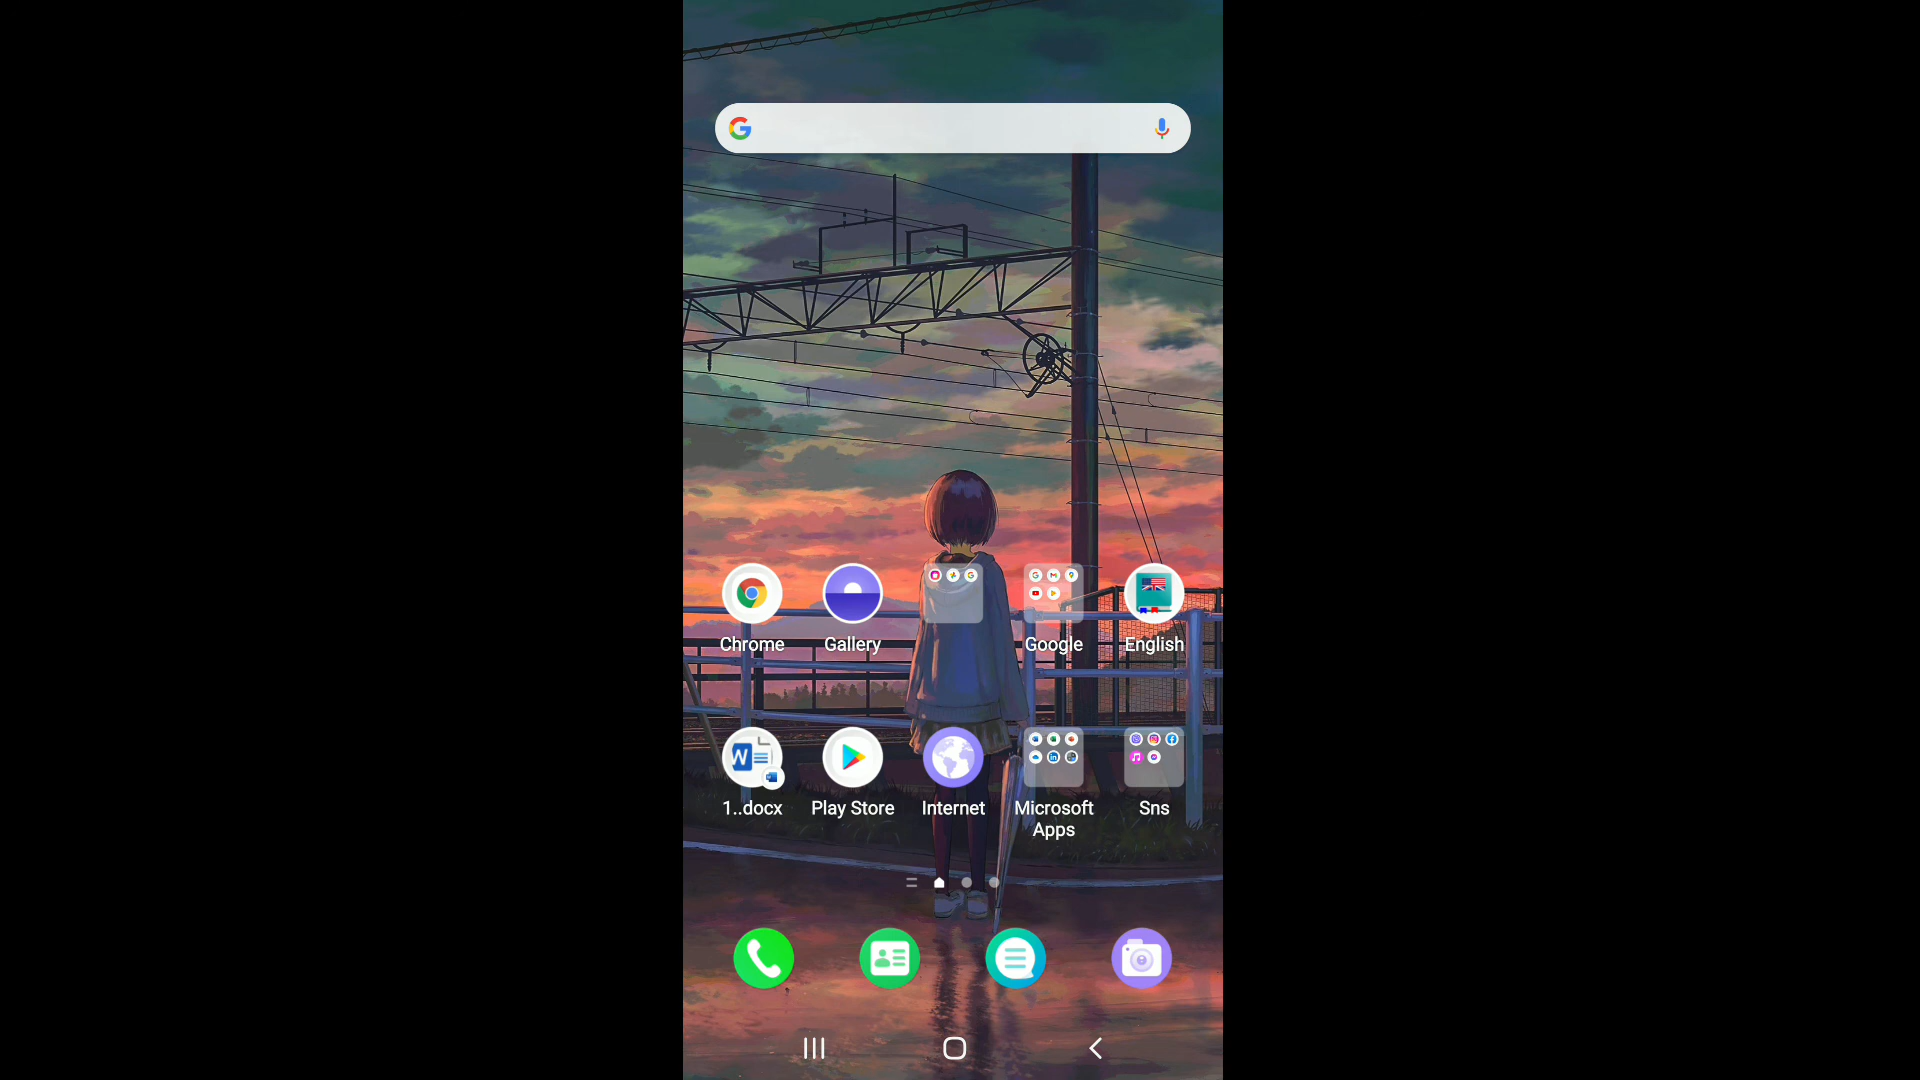 Chrome
Gallery
Google
English
1..docx
Play Store
Internet
Microsoft
Apps
Sns